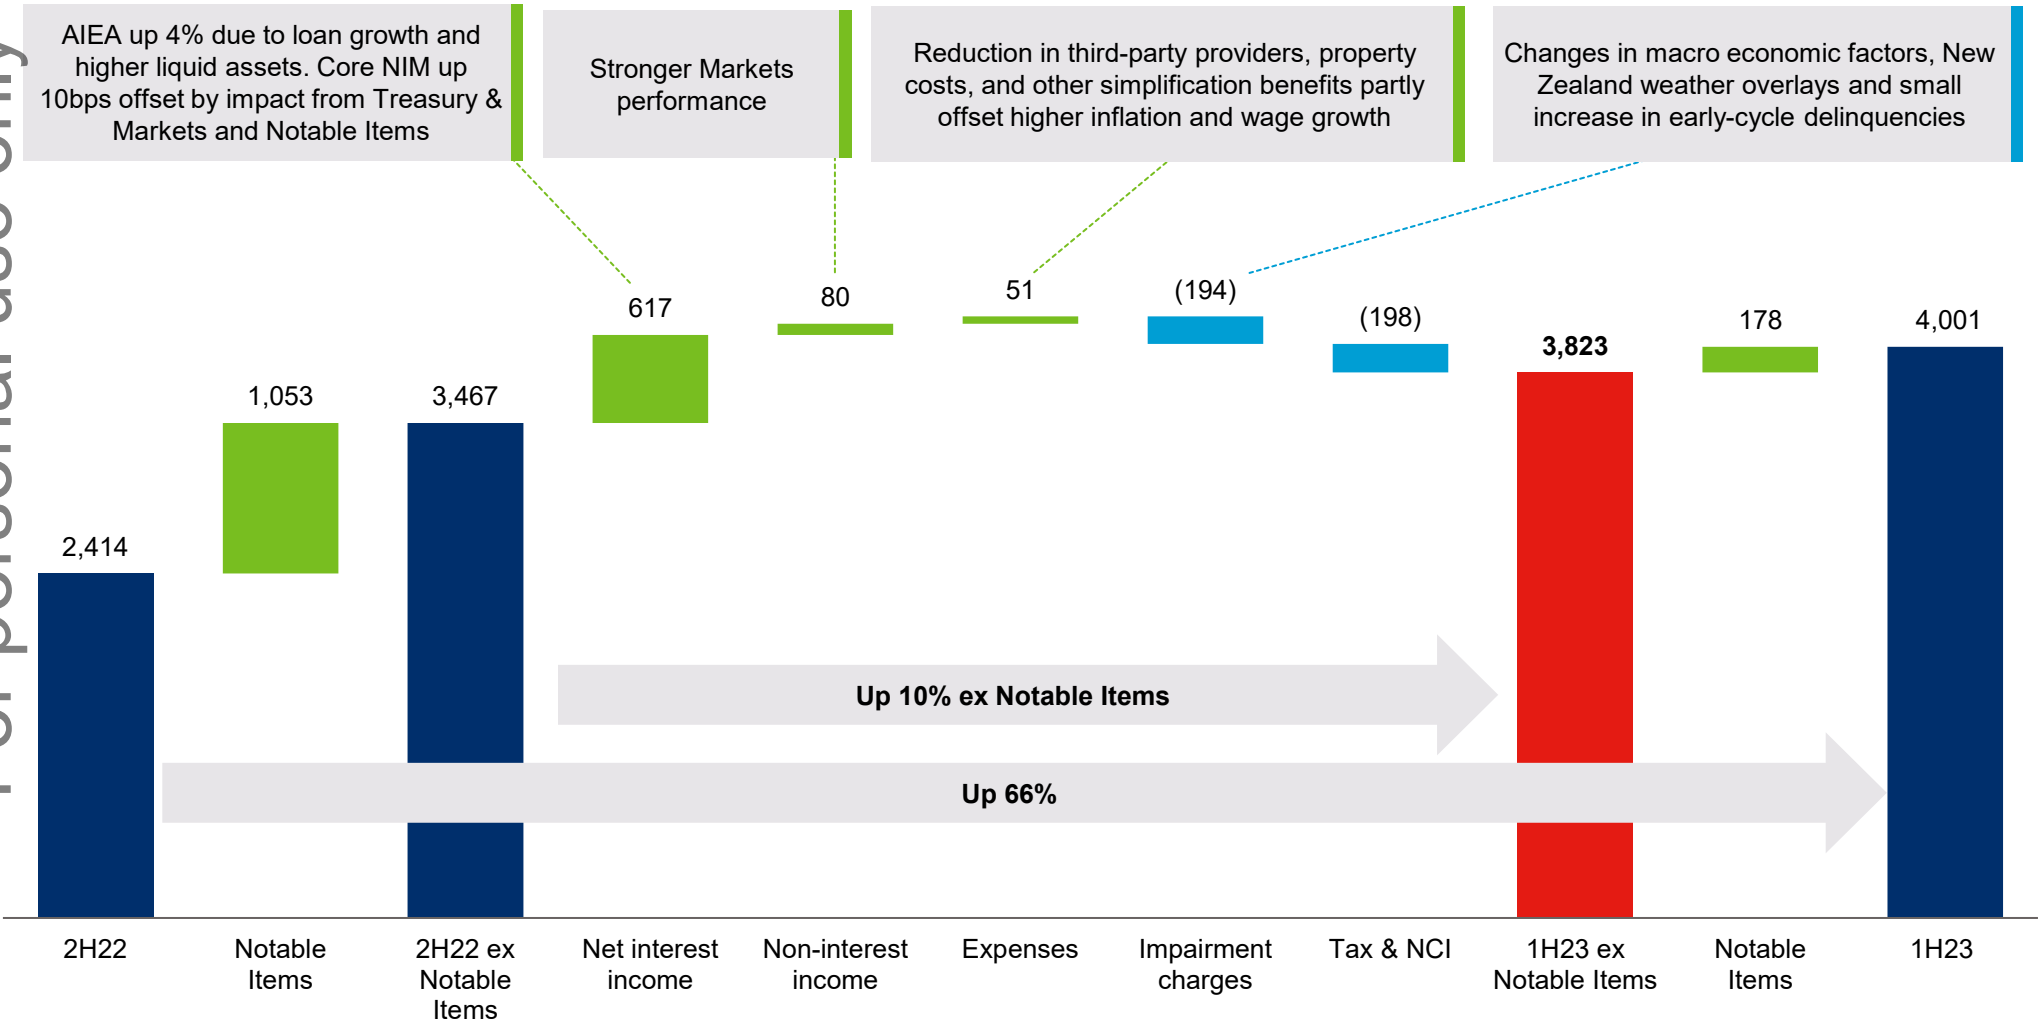 AIEA up 4% due to loan growth and
higher liquid assets. Core NIM up
10bps offset by impact from Treasury &
Markets and Notable Items
Stronger Markets
performance
Reduction in third-party providers, property
costs, and other simplification benefits partly
offset higher inflation and wage growth
Changes in macro economic factors, New
Zealand weather overlays and small
increase in early-cycle delinquencies
2,414
1,053
3,467
617
80
51
(194)
(198)
3,823
178
4,001
Up 10% ex Notable Items
Up 66%
2H22
Notable
Items
2H22 ex
Notable
Items
Net interest
income
Non-interest
income
Expenses
Impairment
charges
Tax & NCI
1H23 ex
Notable Items
Notable
Items
1H23
For personal use only